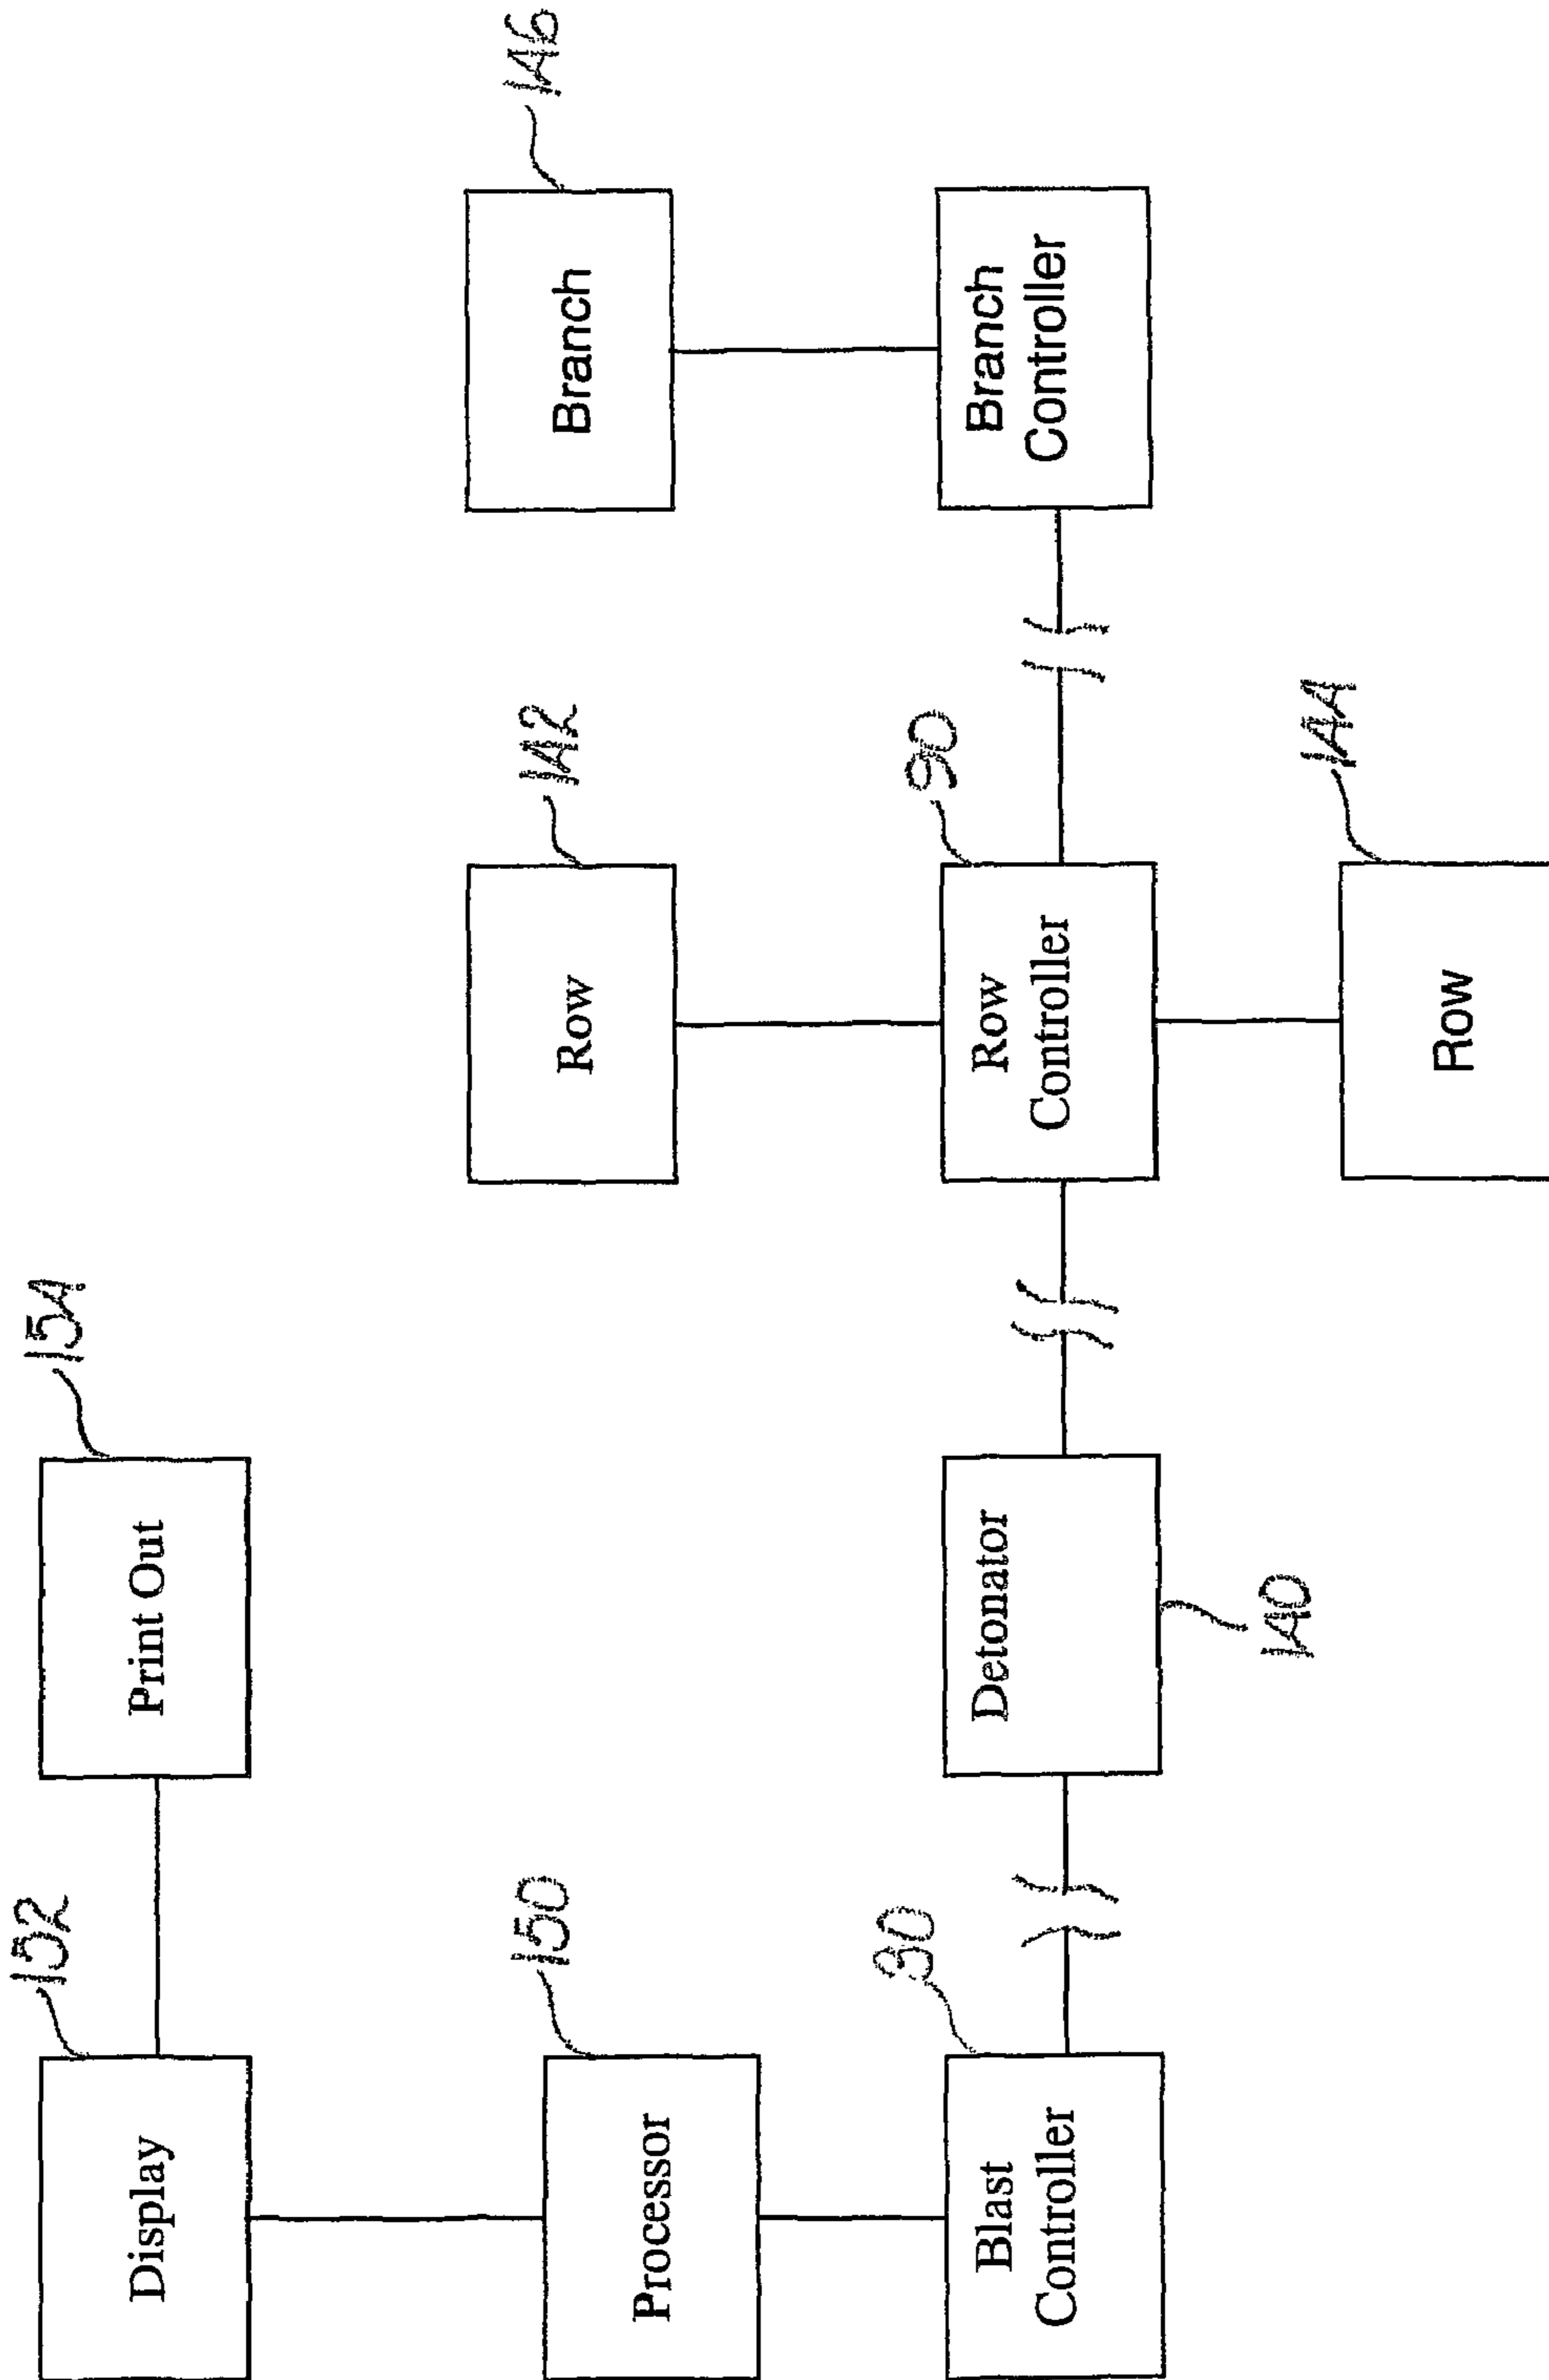 152
Display
154
Print Out
150
Processor
142
Row
146
Branch
30
Blast
Controller
Detonator
140
90
Row
Controller
Branch
Controller
144
Row